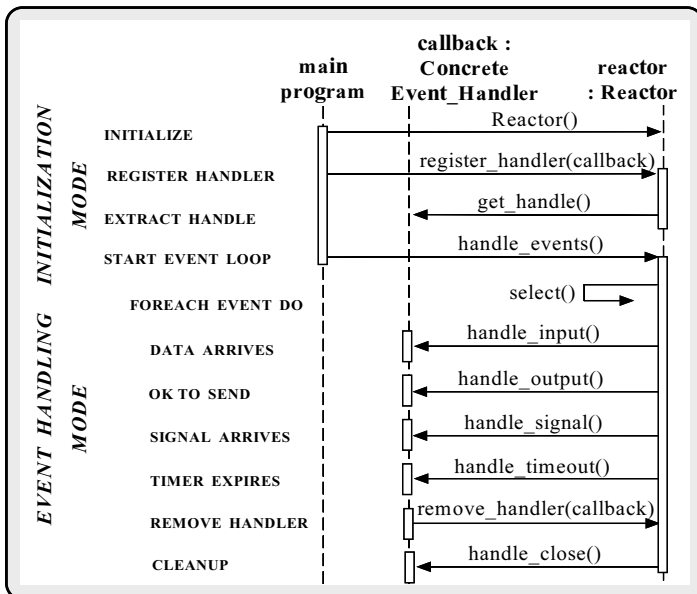 main
program
callback :
Concrete
Event_Handler
reactor
: Reactor
INITIALIZATION
MODE
INITIALIZE
Reactor()
REGISTER HANDLER
register_handler(callback)
EXTRACT HANDLE
get_handle()
START EVENT LOOP
handle_events()
EVENT HANDLING
MODE
FOREACH EVENT DO
select()
DATA ARRIVES
handle_input()
OK TO SEND
handle_output()
SIGNAL ARRIVES
handle_signal()
TIMER EXPIRES
handle_timeout()
REMOVE HANDLER
remove_handler(callback)
CLEANUP
handle_close()